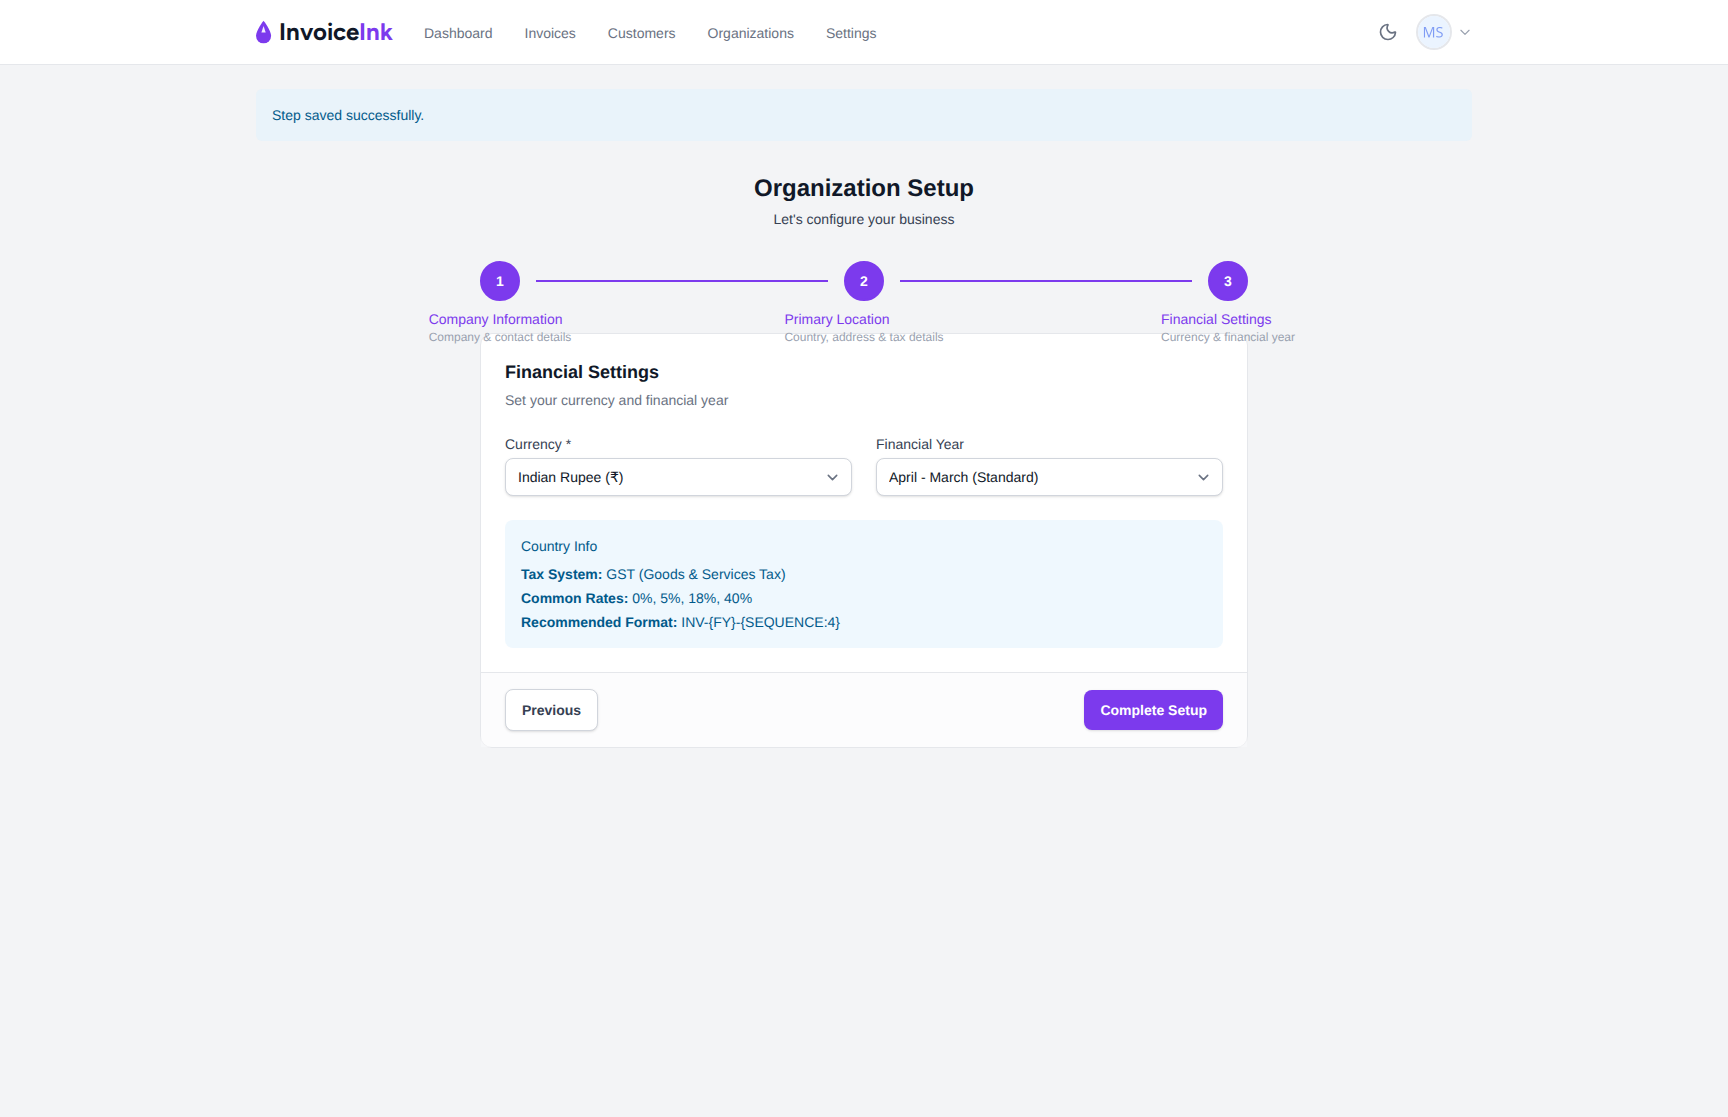 InvoiceInk Dashboard Invoices Customers Organizations Settings MS
Step saved successfully.
Organization Setup
Let's configure your business
1 2 3
Company Information Primary Location Financial Settings
Company & contact details Country, address & tax details Currency & financial year
Financial Settings
Set your currency and financial year
Currency * Financial Year
Indian Rupee (₹) April - March (Standard)
Country Info
Tax System: GST (Goods & Services Tax)
Common Rates: 0%, 5%, 18%, 40%
Recommended Format: INV-{FY}-{SEQUENCE:4}
Previous Complete Setup